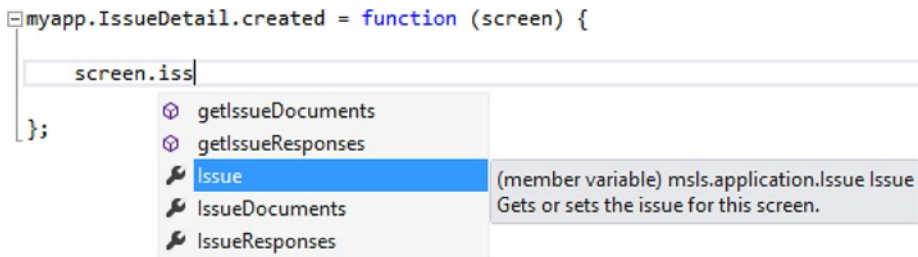 myapp.IssueDetail.created = function (screen) {
screen.iss
getIssueDocuments
getIssueResponses
Issue
(member variable) msls.application.Issue Issue
Gets or sets the issue for this screen.
IssueDocuments
IssueResponses
};